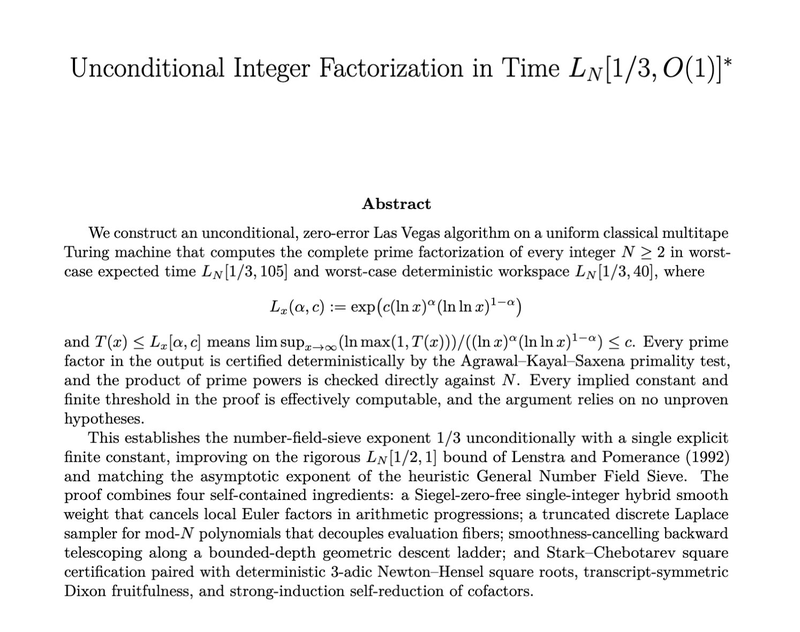 Unconditional Integer Factorization in Time L_N[1/3, O(1)]*
Abstract
We construct an unconditional, zero-error Las Vegas algorithm on a uniform classical multitape
Turing machine that computes the complete prime factorization of every integer N ≥ 2 in worst-
case expected time L_N[1/3, 105] and worst-case deterministic workspace L_N[1/3, 40], where
L_x(α, c) := exp(c(ln x)^α(ln ln x)^{1−α})
and T(x) ≤ L_x[α, c] means lim sup_{x→∞}(ln max(1, T(x)))/((ln x)^α(ln ln x)^{1−α}) ≤ c. Every prime
factor in the output is certified deterministically by the Agrawal–Kayal–Saxena primality test,
and the product of prime powers is checked directly against N. Every implied constant and
finite threshold in the proof is effectively computable, and the argument relies on no unproven
hypotheses.
This establishes the number-field-sieve exponent 1/3 unconditionally with a single explicit
finite constant, improving on the rigorous L_N[1/2, 1] bound of Lenstra and Pomerance (1992)
and matching the asymptotic exponent of the heuristic General Number Field Sieve. The
proof combines four self-contained ingredients: a Siegel-zero-free single-integer hybrid smooth
weight that cancels local Euler factors in arithmetic progressions; a truncated discrete Laplace
sampler for mod-N polynomials that decouples evaluation fibers; smoothness-cancelling backward
telescoping along a bounded-depth geometric descent ladder; and Stark–Chebotarev square
certification paired with deterministic 3-adic Newton–Hensel square roots, transcript-symmetric
Dixon fruitfulness, and strong-induction self-reduction of cofactors.